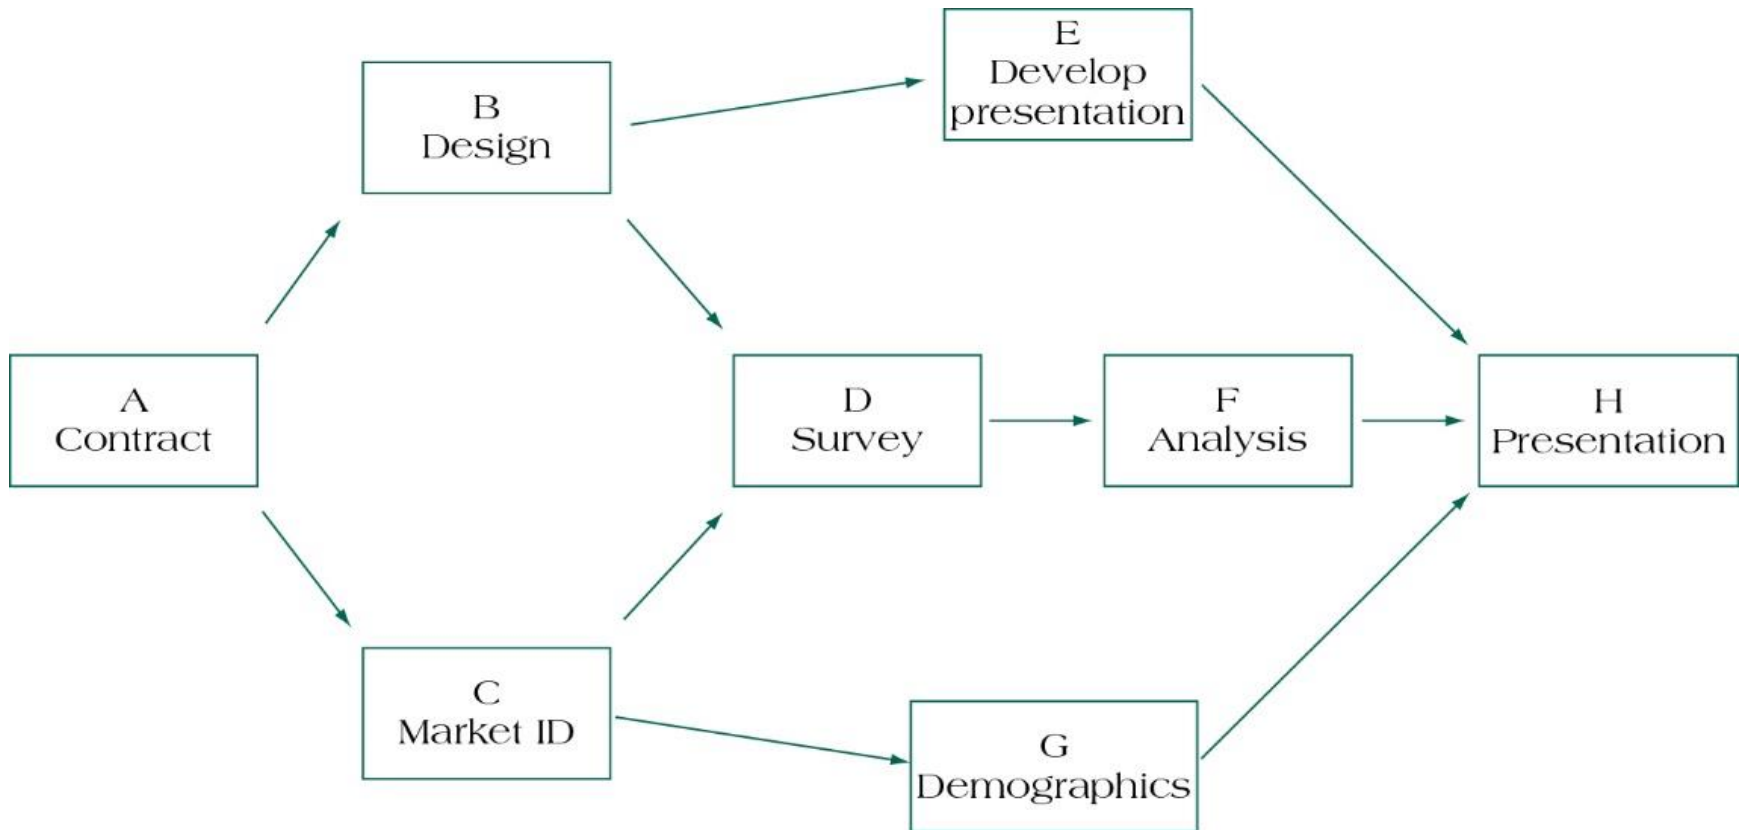 E
Develop
presentation
B
Design
A
Contract
D
Survey
F
Analysis
H
Presentation
C
Market ID
G
Demographics